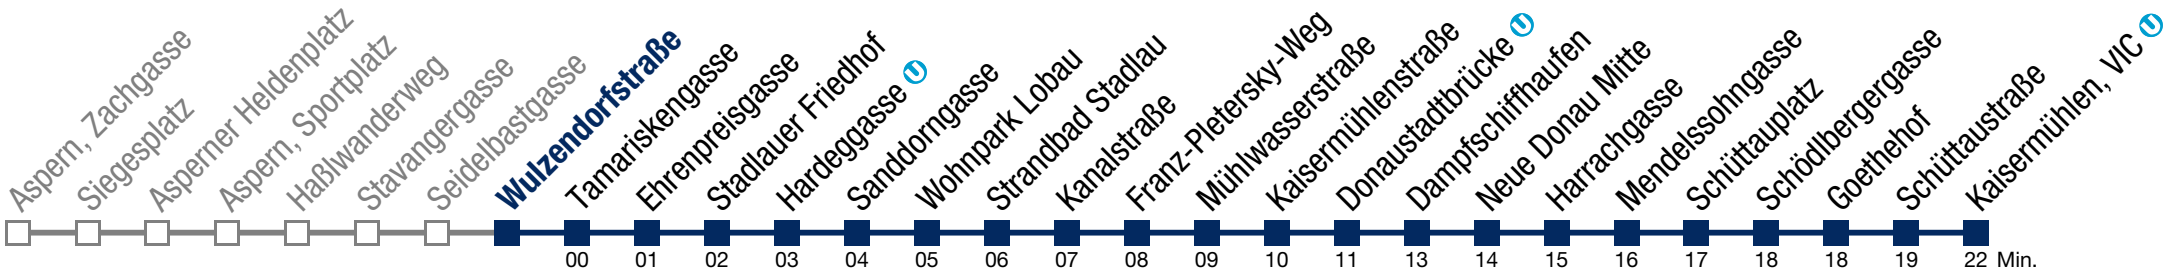 Aspern, Zachgasse
Siegesplatz
Asperner Heldenplatz
Aspern, Sportplatz
Haßlwanderweg
Stavangergasse
Seidelbastgasse
Wulzendorfstraße
Tamariskengasse
Ehrenpreisgasse
Stadlauer Friedhof
Hardeggasse U
Sanddorngasse
Wohnpark Lobau
Strandbad Stadlau
Kanalstraße
Franz-Pletersky-Weg
Mühlwasserstraße
Kaisermühlenstraße
Donaustadtbrücke U
Dampfschiffhaufen
Neue Donau Mitte
Harrachgasse
Mendelssohngasse
Schüttauplatz
Schödlbergergasse
Goethehof
Schüttaustraße
Kaisermühlen, VIC U
00 01 02 03 04 05 06 07 08 09 10 11 13 14 15 16 17 18 18 19 22 Min.